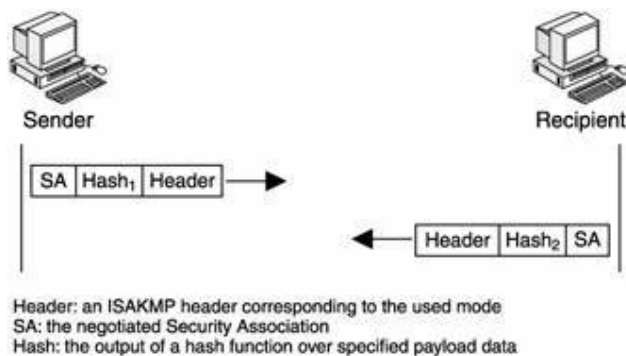 Sender
Recipient
SA Hash₁ Header
Header Hash₂ SA
Header: an ISAKMP header corresponding to the used mode
SA: the negotiated Security Association
Hash: the output of a hash function over specified payload data